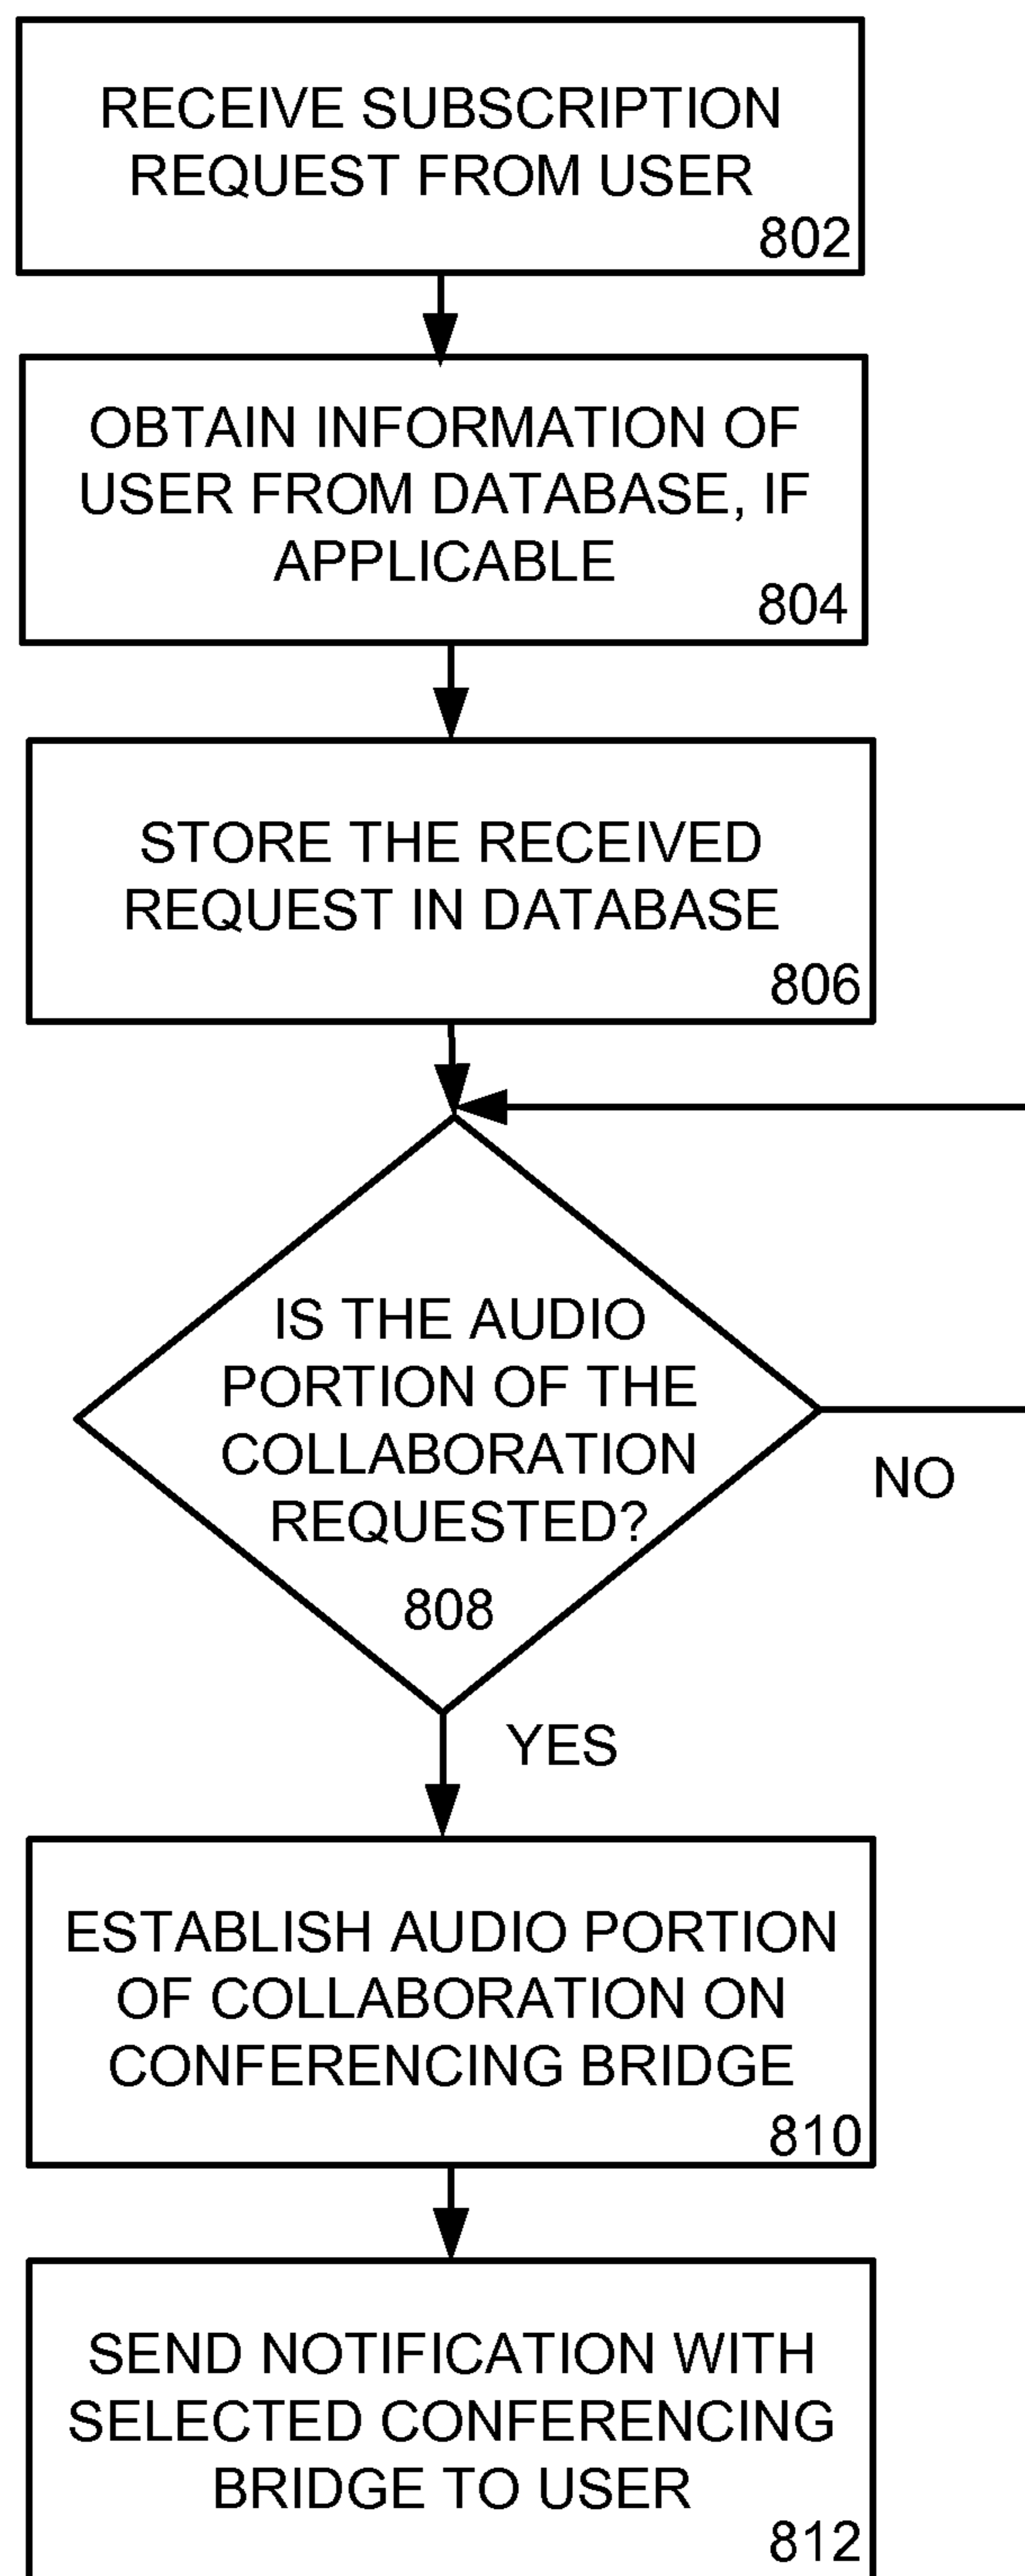 RECEIVE SUBSCRIPTION
REQUEST FROM USER
802
OBTAIN INFORMATION OF
USER FROM DATABASE, IF
APPLICABLE
804
STORE THE RECEIVED
REQUEST IN DATABASE
806
IS THE AUDIO
PORTION OF THE
COLLABORATION
REQUESTED?
808
NO
YES
ESTABLISH AUDIO PORTION
OF COLLABORATION ON
CONFERENCING BRIDGE
810
SEND NOTIFICATION WITH
SELECTED CONFERENCING
BRIDGE TO USER
812